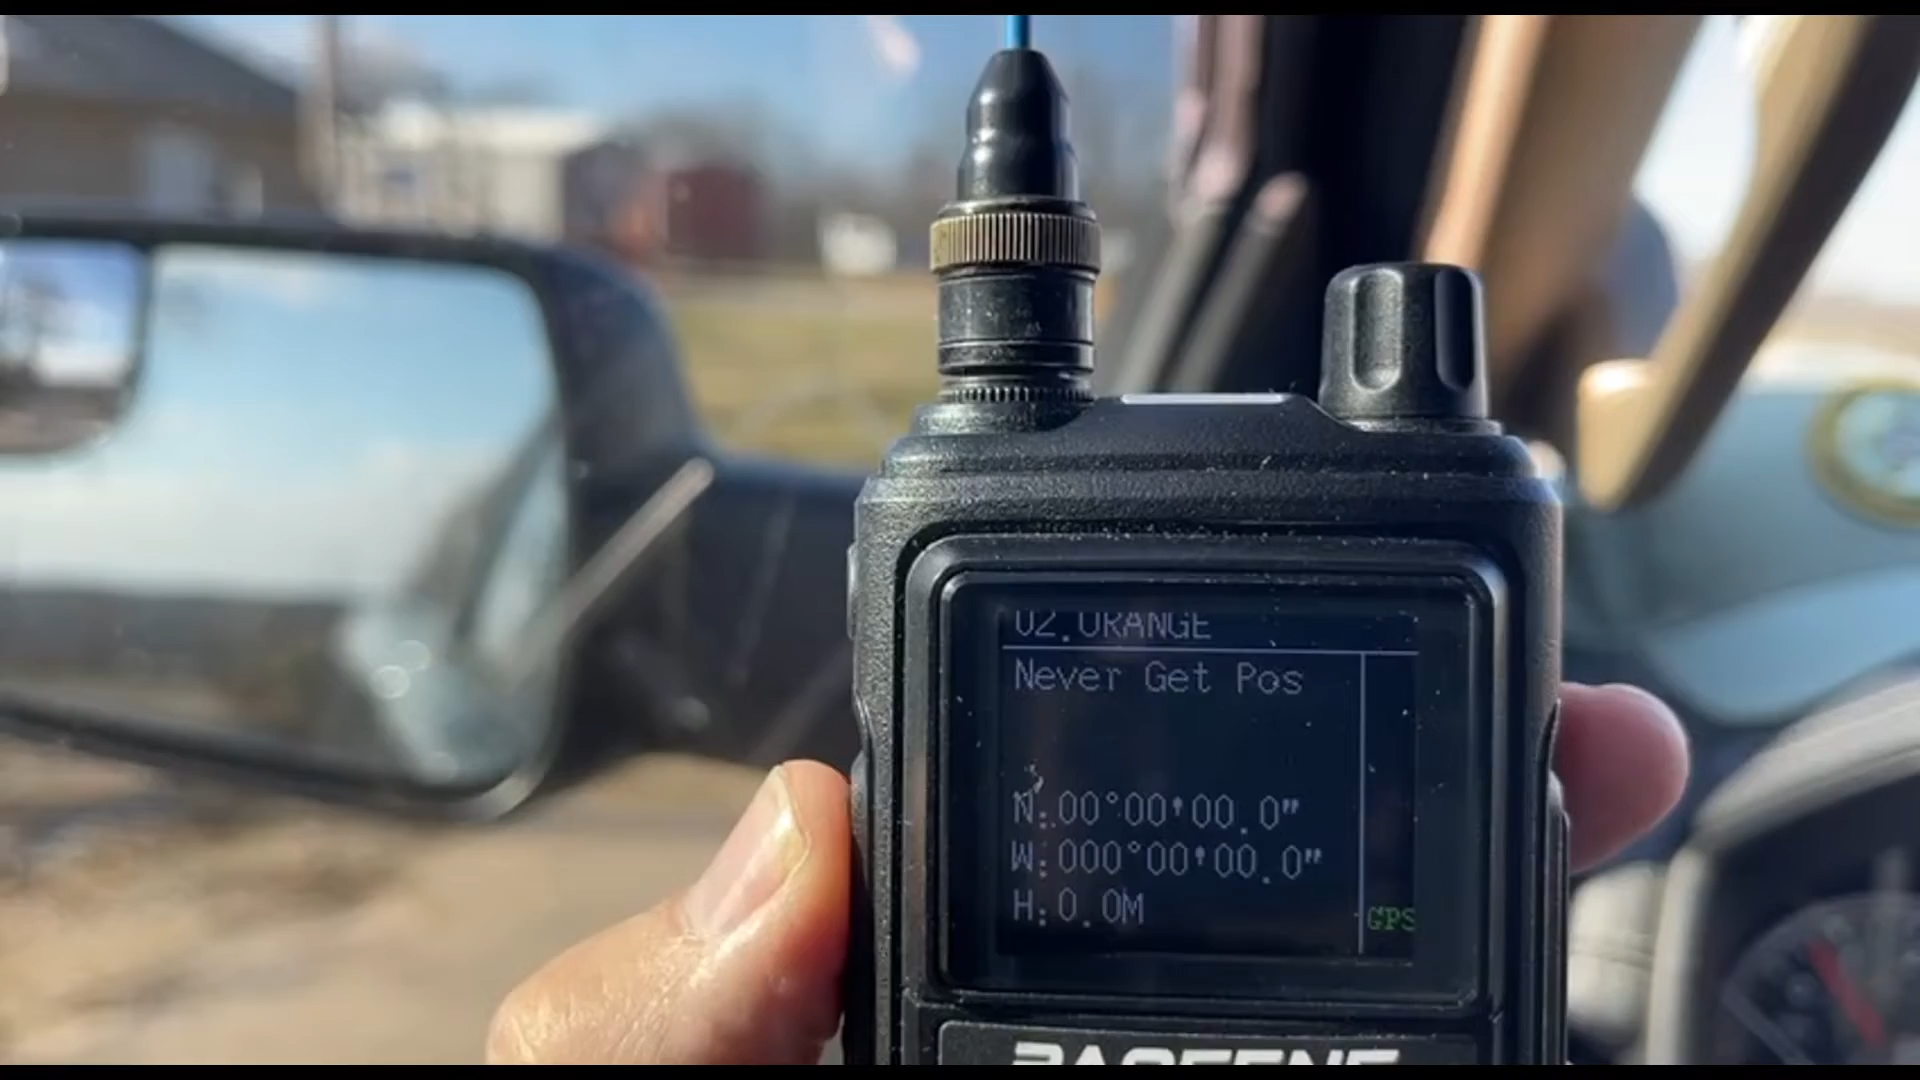 02.ORANGE
Never Get Pos
N:00°00'00.0"
W:000°00'00.0"
H:0.0M
GPS
BAOFENG